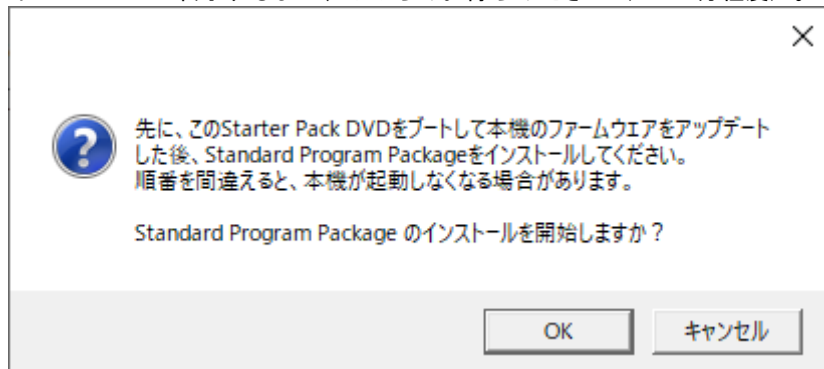 先に、このStarter Pack DVDをブートして本機のファームウエアをアップデート
した後、Standard Program Packageをインストールしてください。
順番を間違えると、本機が起動しなくなる場合があります。
Standard Program Package のインストールを開始しますか？
OK
キャンセル